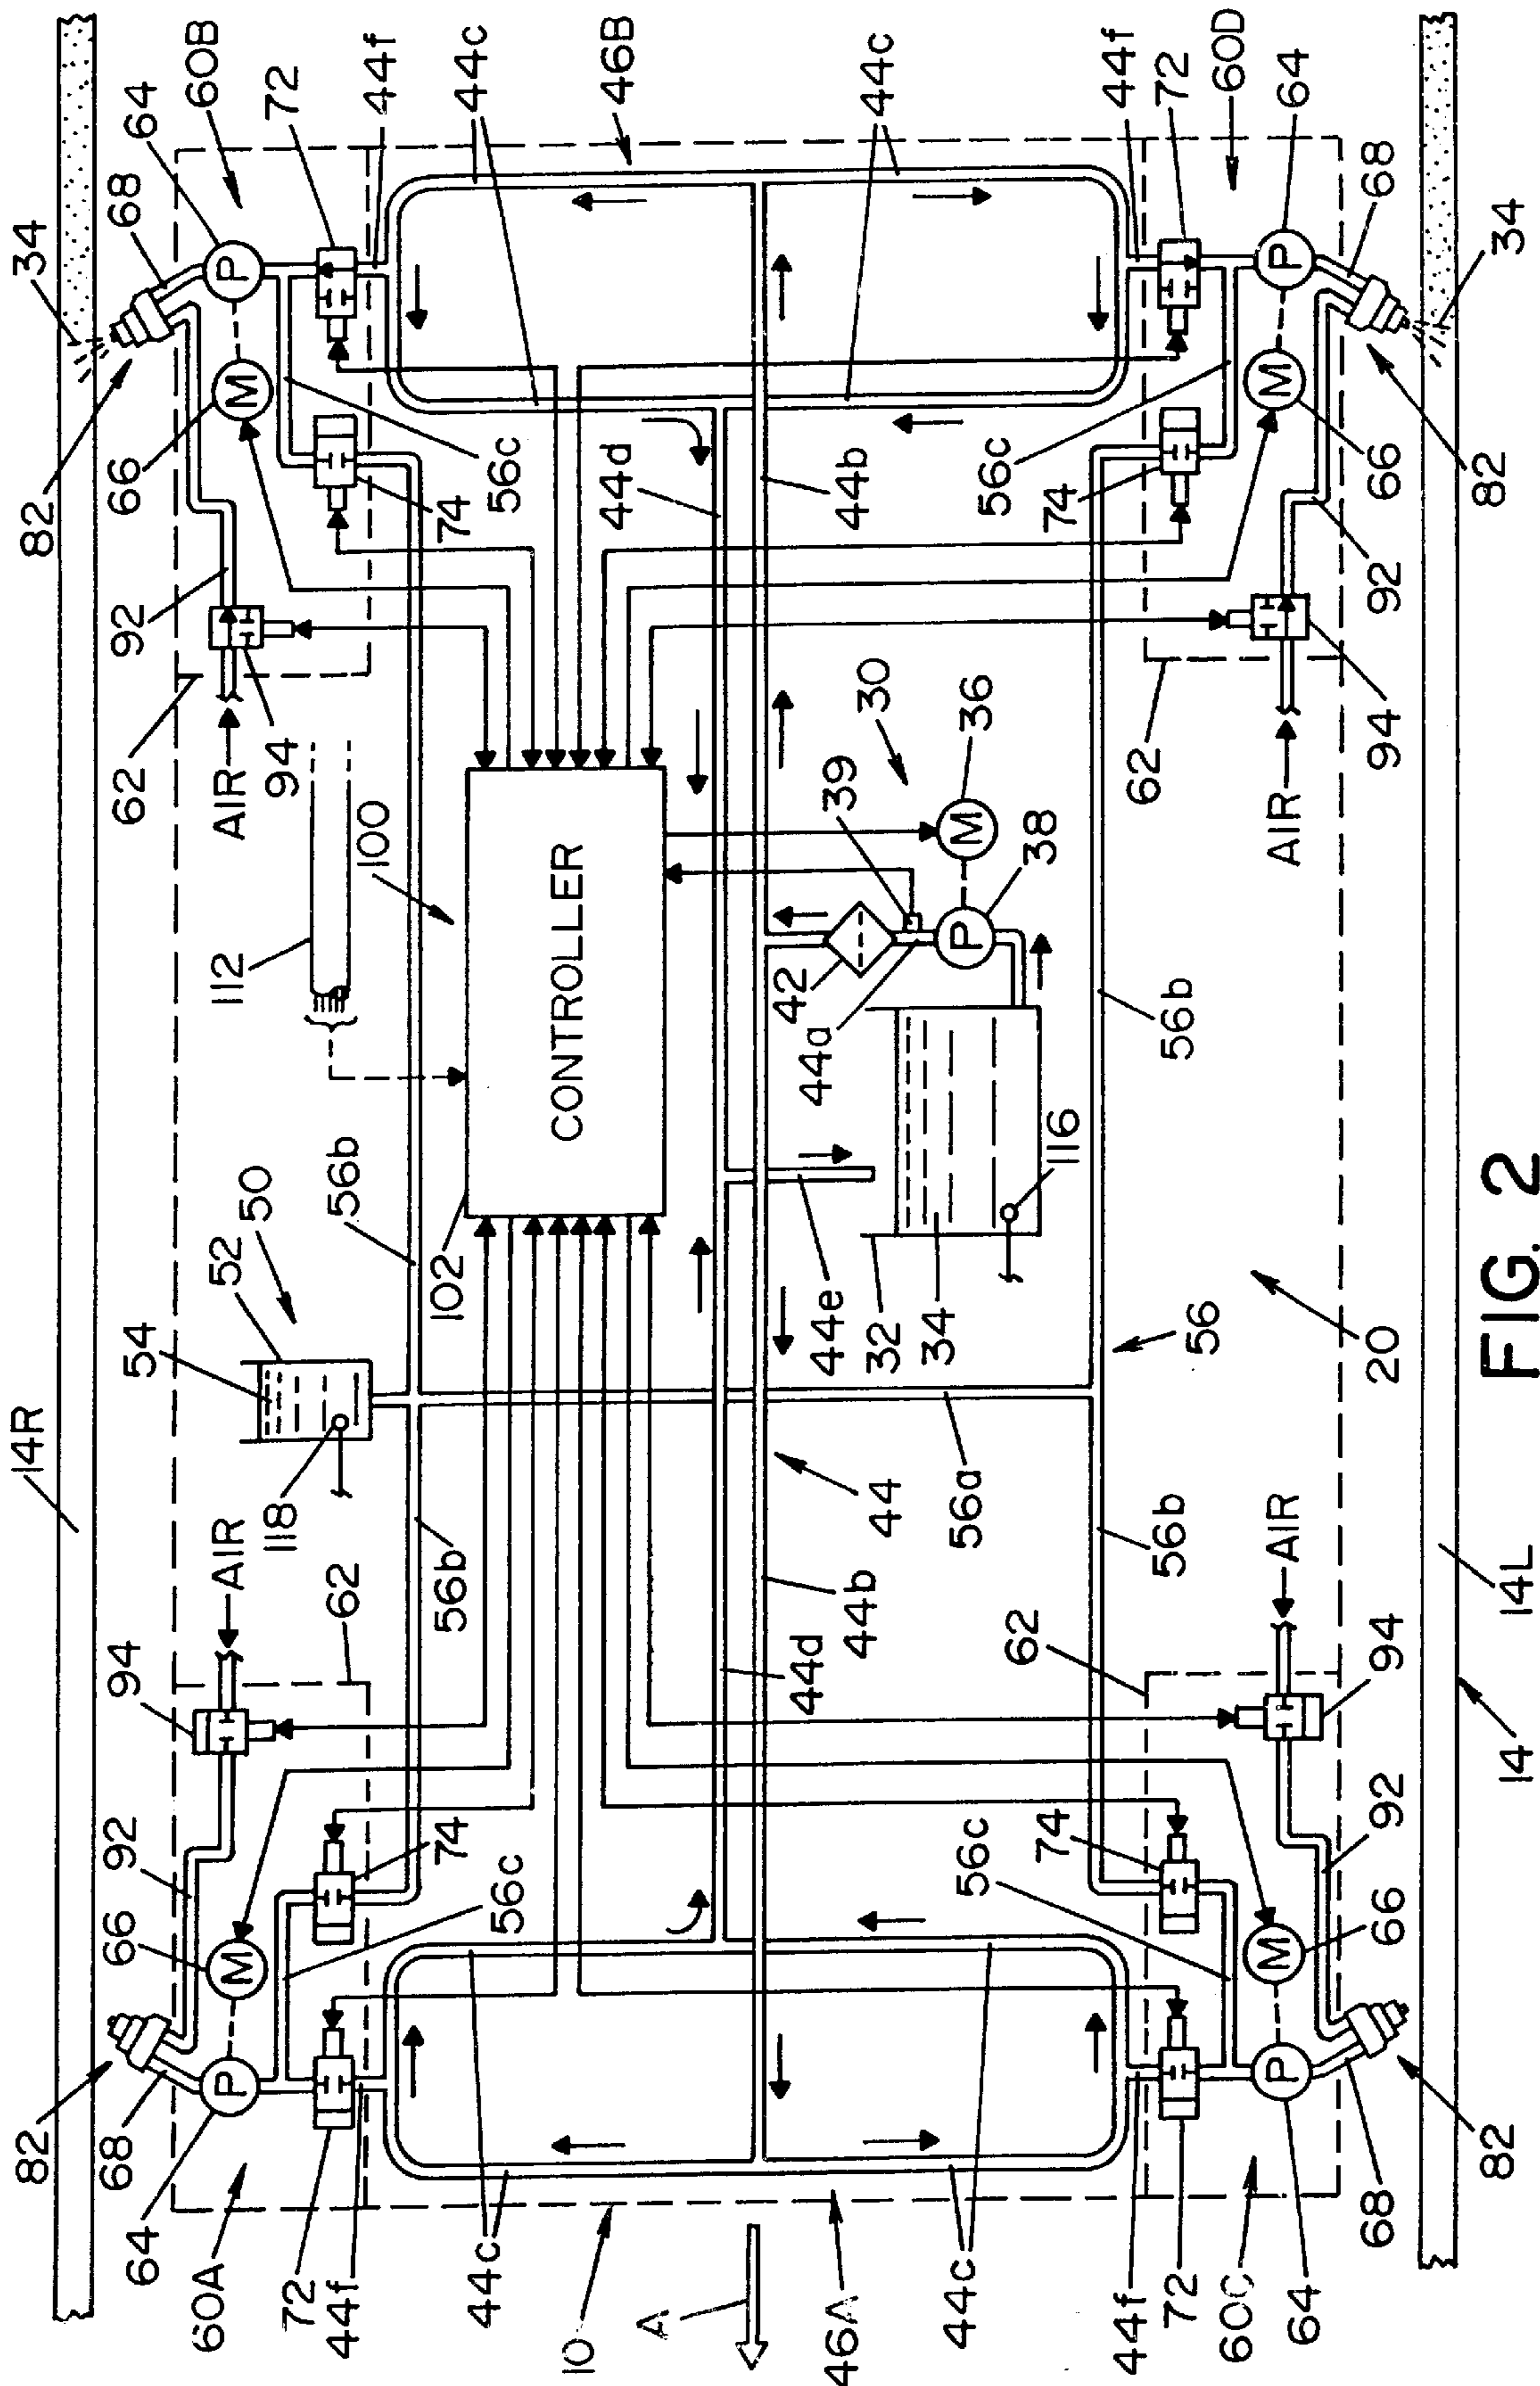 34
68
64
60B
82
66
72
44f
44c
46B
92
94
62
AIR
74
56c
44d
44b
44c
112
100
CONTROLLER
102
30
36
39
38
42
44a
56b
56c
74
44f
72
60D
64
68
34
82
66
92
94
AIR
62
14R
54
52
50
118
56b
44e
32
34
116
56
20
FIG. 2
AIR
94
62
56b
44
44b
44d
56a
56b
62
AIR
94
14L
14
92
66
82
68
64
60A
72
44f
74
56c
44c
10
A
46A
44c
56c
74
44f
72
60C
64
68
66
92
82
M
P
M
P
M
P
M
P
M
P